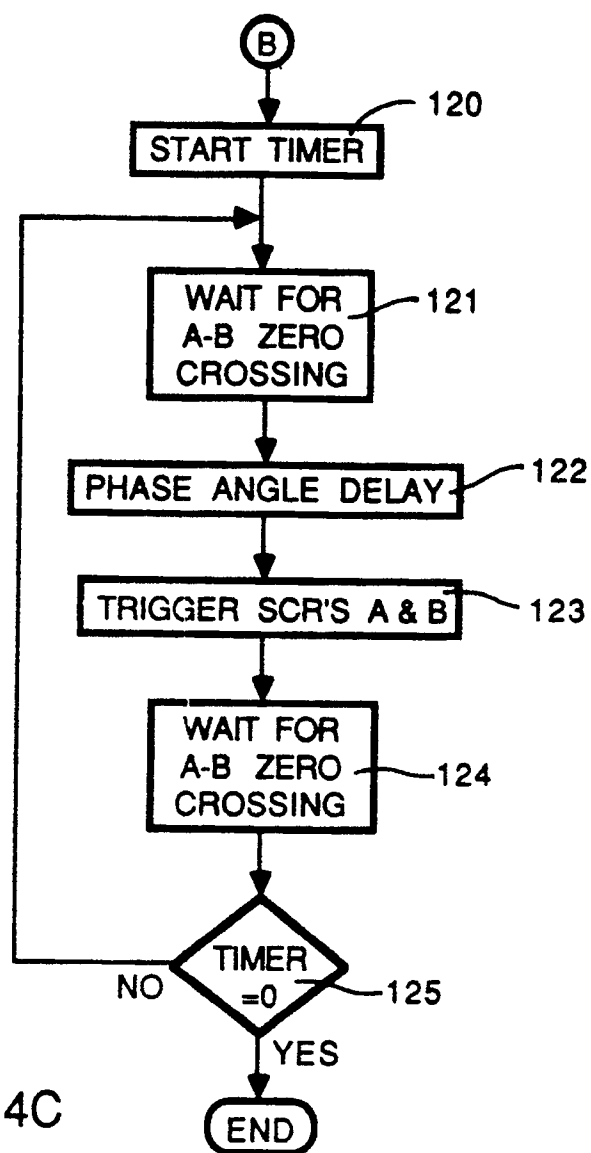 B
120
START TIMER
WAIT FOR
A-B ZERO
CROSSING
121
PHASE ANGLE DELAY
122
TRIGGER SCR'S A & B
123
WAIT FOR
A-B ZERO
CROSSING
124
TIMER
=0
125
NO
YES
4C
END